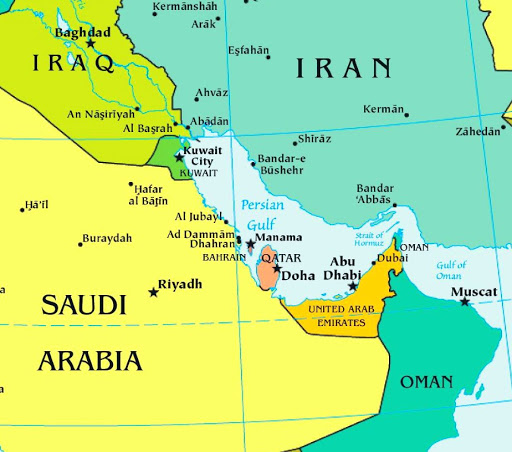 Kermānshāh
Arāk
Baghdad
IRAQ
Eşfahān
IRAN
Ahvāz
An Nāşirīyah
Ābādān
Al Başrah
Kermān
Zāhedān
Shīrāz
Kuwait
City
KUWAIT
Bandar-e
Būshehr
Ḩafar
al Bāţin
Bandar
'Abbās
Ḩā'īl
Persian
Gulf
Al Jubayl
Strait of
Hormuz
Ad Dammām
Manama
Dhahran
Buraydah
OMAN
BAHRAIN
QATAR
Dubai
Abu
Dhabi
Doha
Gulf of
Oman
Riyadh
Muscat
SAUDI
ARABIA
UNITED ARAB
EMIRATES
OMAN